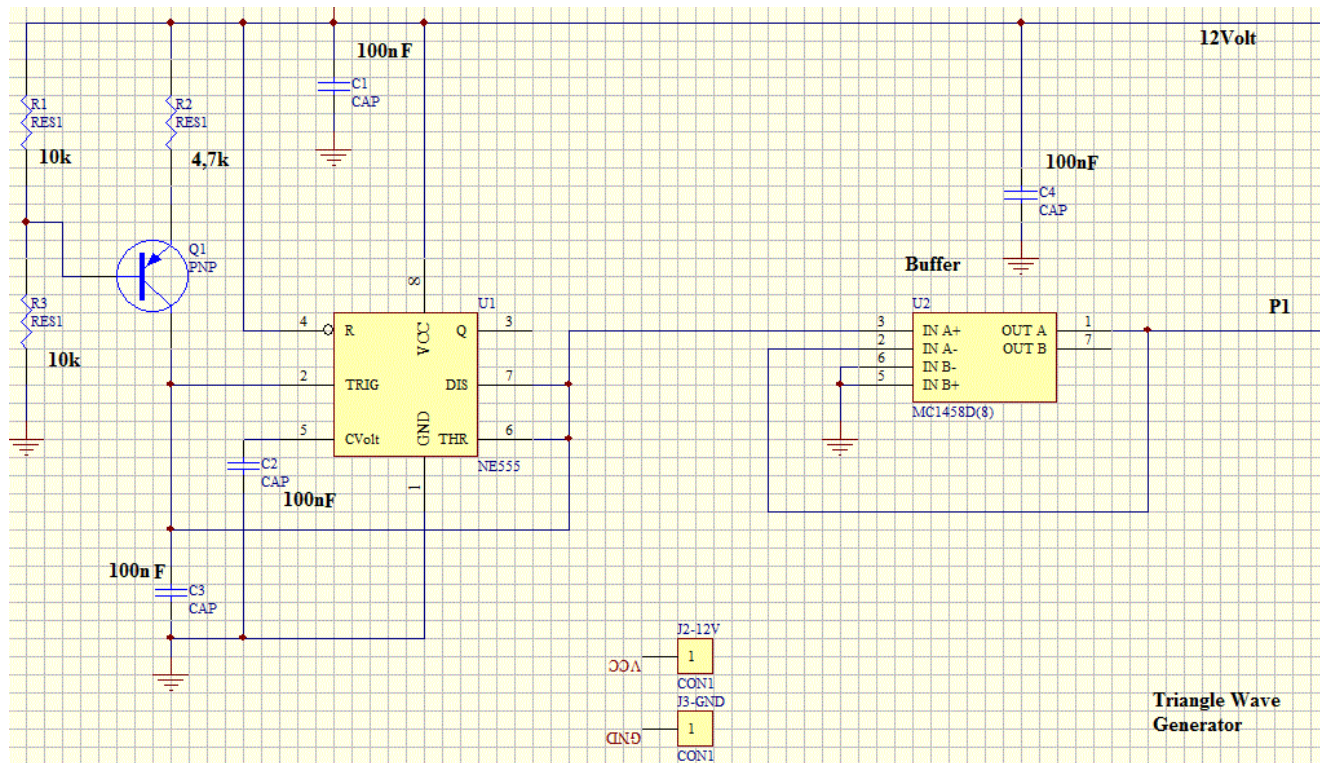 100nF
12Volt
C1
CAP
R1
RES1
10k
R2
RES1
4,7k
100nF
C4
CAP
Q1
PNP
Buffer
8
U1
U2
P1
R3
RES1
10k
4
R
VCC
Q
3
3
IN A+
OUT A
1
2
IN A-
OUT B
7
6
IN B-
5
IN B+
MC1458D(8)
2
TRIG
DIS
7
5
CVolt
GND
THR
6
NE555
1
C2
CAP
100nF
100nF
C3
CAP
J2-12V
VCC
1
CON1
J3-GND
GND
1
CON1
Triangle Wave
Generator